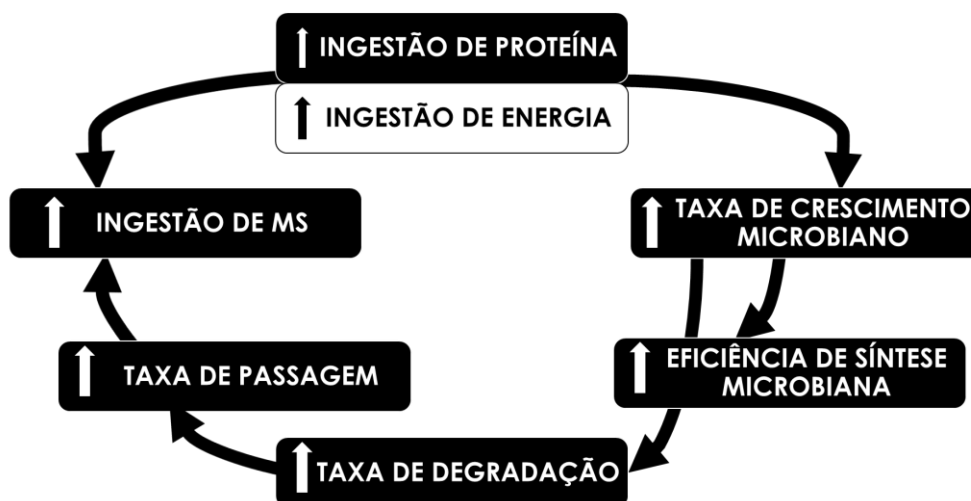 INGESTÃO DE PROTEÍNA
INGESTÃO DE ENERGIA
INGESTÃO DE MS
TAXA DE CRESCIMENTO
MICROBIANO
TAXA DE PASSAGEM
EFICIÊNCIA DE SÍNTESE
MICROBIANA
TAXA DE DEGRADAÇÃO